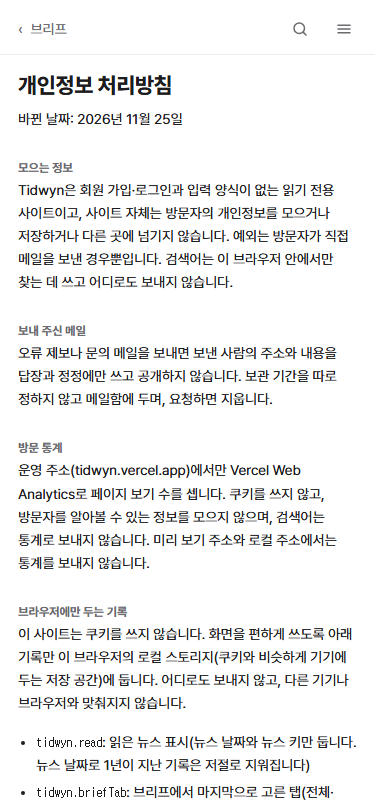 ‹ 브리프
개인정보 처리방침
바뀐 날짜: 2026년 11월 25일
모으는 정보
Tidwyn은 회원 가입·로그인과 입력 양식이 없는 읽기 전용
사이트이고, 사이트 자체는 방문자의 개인정보를 모으거나
저장하거나 다른 곳에 넘기지 않습니다. 예외는 방문자가 직접
메일을 보낸 경우뿐입니다. 검색어는 이 브라우저 안에서만
찾는 데 쓰고 어디로도 보내지 않습니다.
보내 주신 메일
오류 제보나 문의 메일을 보내면 보낸 사람의 주소와 내용을
답장과 정정에만 쓰고 공개하지 않습니다. 보관 기간을 따로
정하지 않고 메일함에 두며, 요청하면 지웁니다.
방문 통계
운영 주소(tidwyn.vercel.app)에서만 Vercel Web
Analytics로 페이지 보기 수를 셉니다. 쿠키를 쓰지 않고,
방문자를 알아볼 수 있는 정보를 모으지 않으며, 검색어는
통계로 보내지 않습니다. 미리 보기 주소와 로컬 주소에서는
통계를 보내지 않습니다.
브라우저에만 두는 기록
이 사이트는 쿠키를 쓰지 않습니다. 화면을 편하게 쓰도록 아래
기록만 이 브라우저의 로컬 스토리지(쿠키와 비슷하게 기기에
두는 저장 공간)에 둡니다. 어디로도 보내지 않고, 다른 기기나
브라우저와 맞춰지지 않습니다.
• tidwyn.read: 읽은 뉴스 표시(뉴스 날짜와 뉴스 키만 둡니다.
뉴스 날짜로 1년이 지난 기록은 저절로 지워집니다)
• tidwyn.briefTab: 브리프에서 마지막으로 고른 탭(전체·